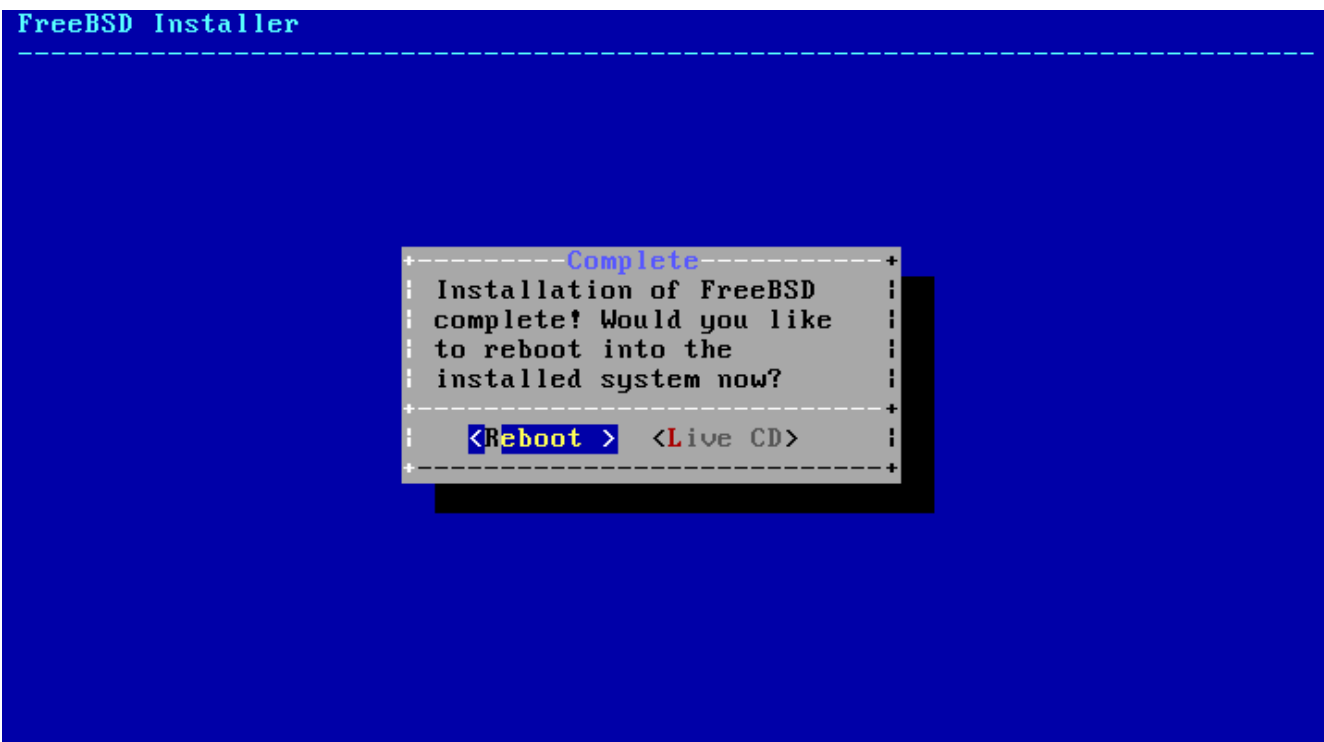 FreeBSD Installer
Complete
Installation of FreeBSD
complete! Would you like
to reboot into the
installed system now?
<Reboot > <Live CD>